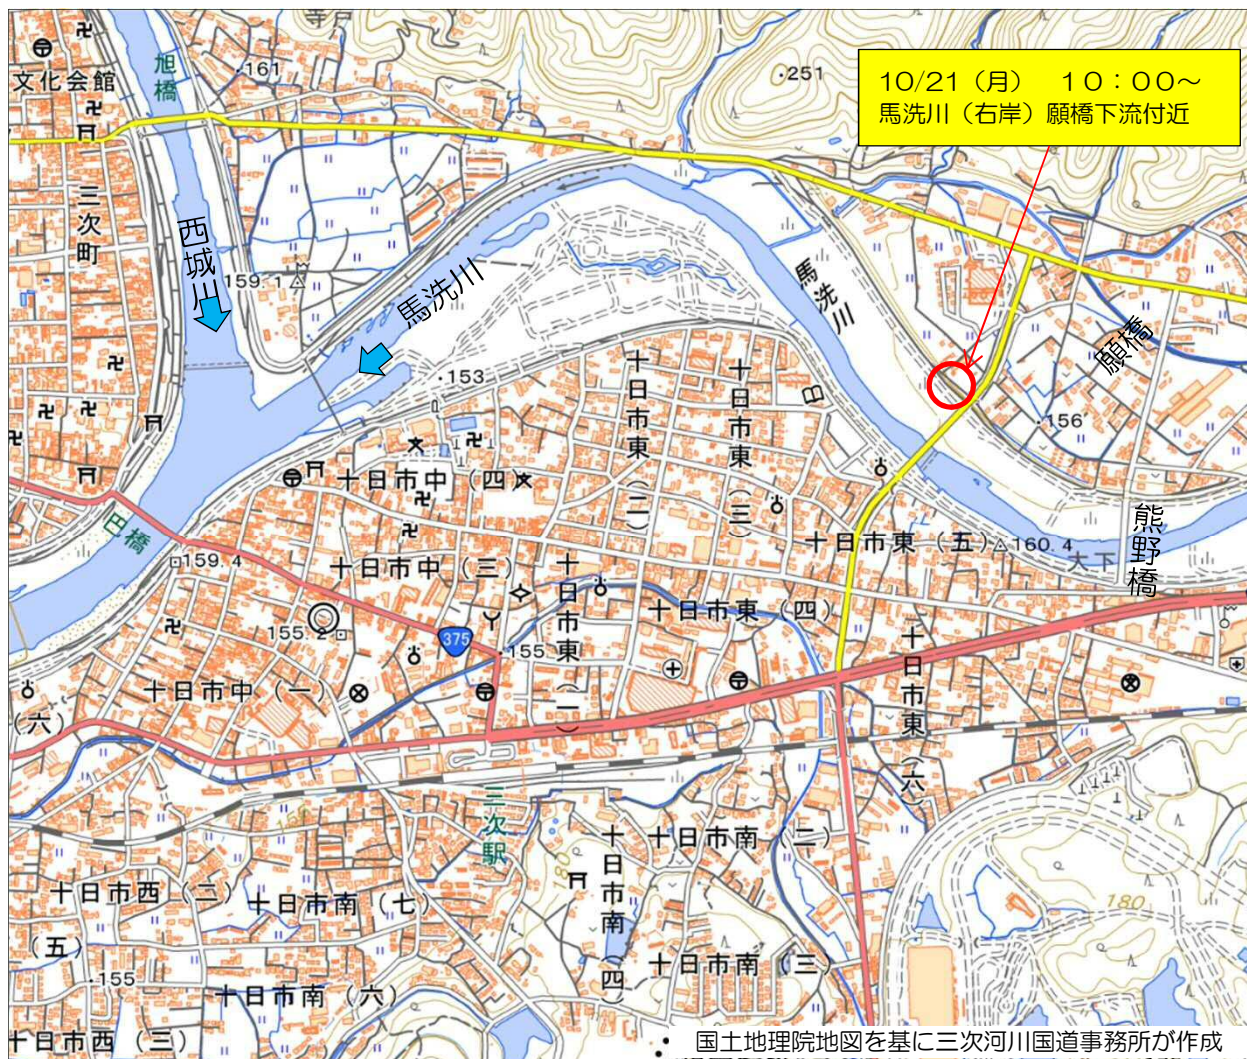 寺戸
文化会館
旭橋
161
251
10/21（月）　１０：００～
馬洗川（右岸）願橋下流付近
三次町
西城川
159.1
馬洗川
馬洗川
願橋
153
156
十日市東（二）
十日市東（三）
十日市中（四）
巴橋
159.4
十日市中（三）
十日市東（五）
160.4
大下
熊野橋
十日市東（一）
十日市東（四）
375
155.2
155
十日市東（六）
十日市中（一）
（六）
三次駅
180
十日市南（二）
十日市南（四）
十日市西（二）
十日市南（七）
180
（五）
155
十日市南（三）
十日市南（六）
十日市西（三）
国土地理院地図を基に三次河川国道事務所が作成